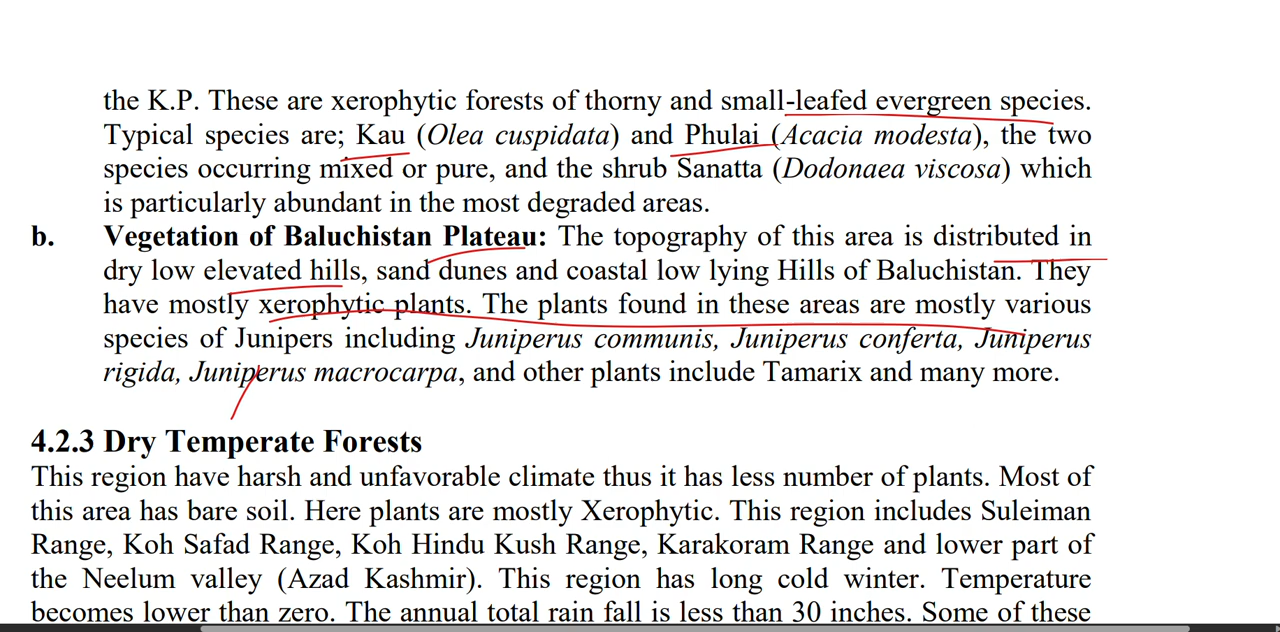 the K.P. These are xerophytic forests of thorny and small-leafed evergreen species.
Typical species are; Kau (Olea cuspidata) and Phulai (Acacia modesta), the two
species occurring mixed or pure, and the shrub Sanatta (Dodonaea viscosa) which
is particularly abundant in the most degraded areas.
b. Vegetation of Baluchistan Plateau: The topography of this area is distributed in
dry low elevated hills, sand dunes and coastal low lying Hills of Baluchistan. They
have mostly xerophytic plants. The plants found in these areas are mostly various
species of Junipers including Juniperus communis, Juniperus conferta, Juniperus
rigida, Juniperus macrocarpa, and other plants include Tamarix and many more.
4.2.3 Dry Temperate Forests
This region have harsh and unfavorable climate thus it has less number of plants. Most of
this area has bare soil. Here plants are mostly Xerophytic. This region includes Suleiman
Range, Koh Safad Range, Koh Hindu Kush Range, Karakoram Range and lower part of
the Neelum valley (Azad Kashmir). This region has long cold winter. Temperature
becomes lower than zero. The annual total rain fall is less than 30 inches. Some of these